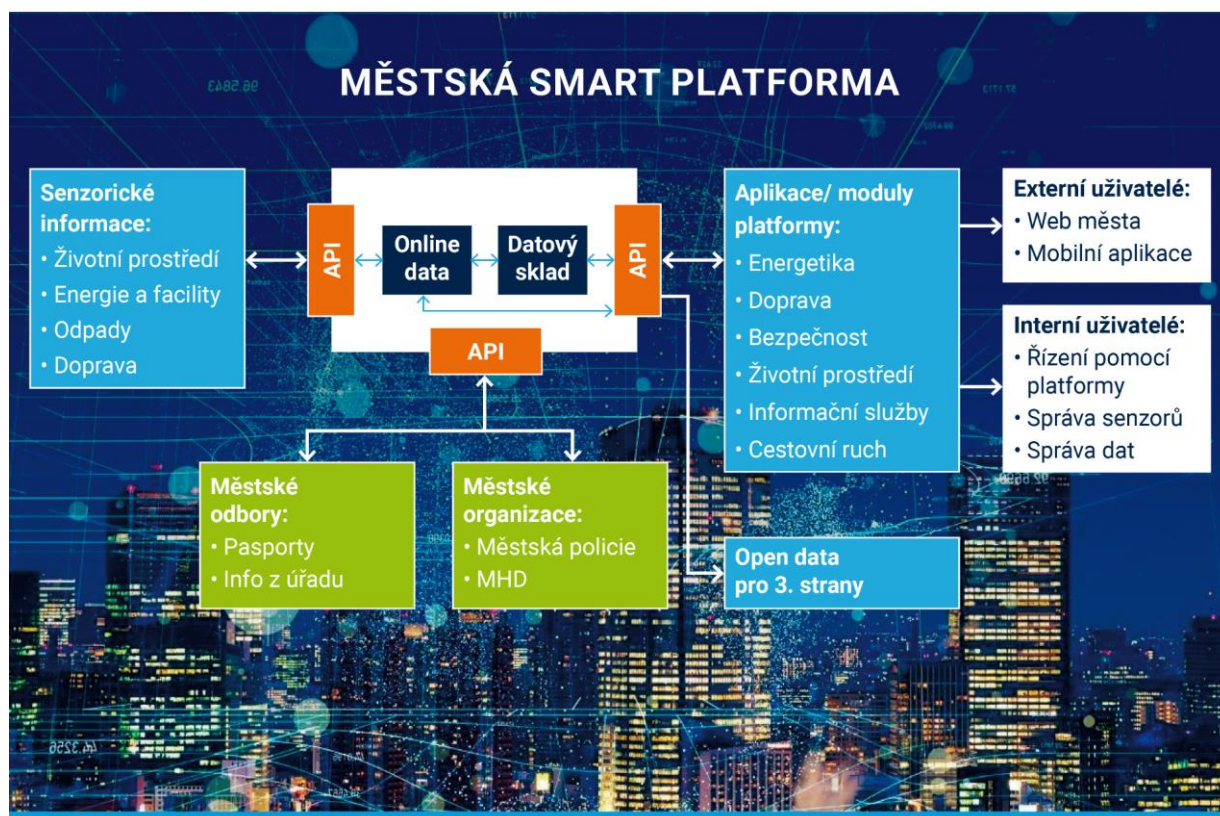 MĚSTSKÁ SMART PLATFORMA
Senzorické
informace:
• Životní prostředí
• Energie a facility
• Odpady
• Doprava
API
Online
data
Datový
sklad
API
API
Aplikace/ moduly
platformy:
• Energetika
• Doprava
• Bezpečnost
• Životní prostředí
• Informační služby
• Cestovní ruch
Externí uživatelé:
• Web města
• Mobilní aplikace
Interní uživatelé:
• Řízení pomocí
platformy
• Správa senzorů
• Správa dat
Městské
odbory:
• Pasporty
• Info z úřadu
Městské
organizace:
• Městská policie
• MHD
Open data
pro 3. strany